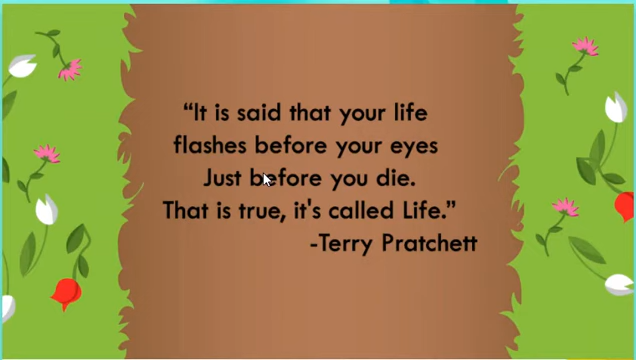 “It is said that your life
flashes before your eyes
Just before you die.
That is true, it's called Life.”
-Terry Pratchett